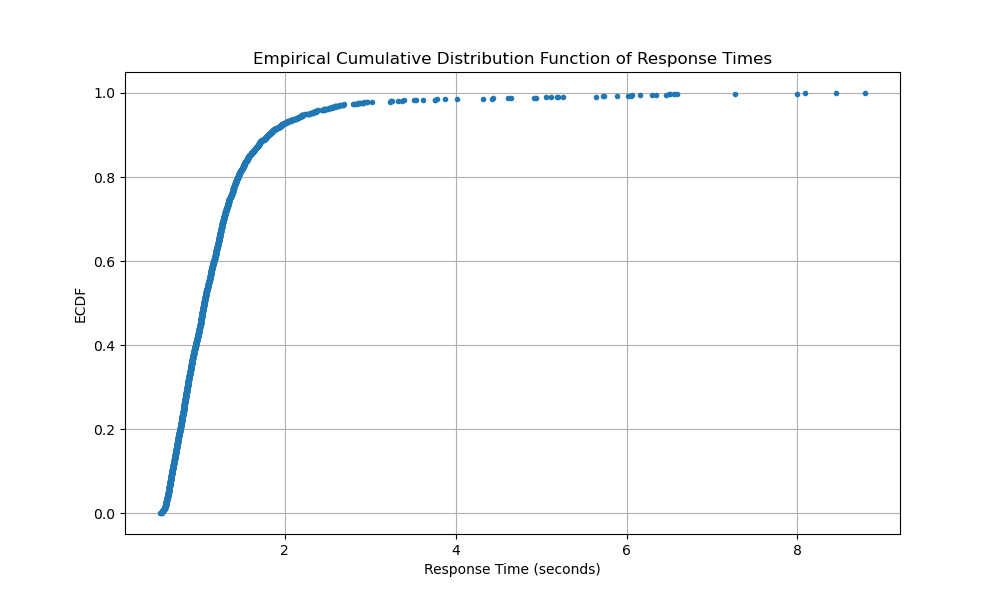 Empirical Cumulative Distribution Function of Response Times
1.0
0.8
0.6
0.4
0.2
0.0
ECDF
2 4 6 8
Response Time (seconds)